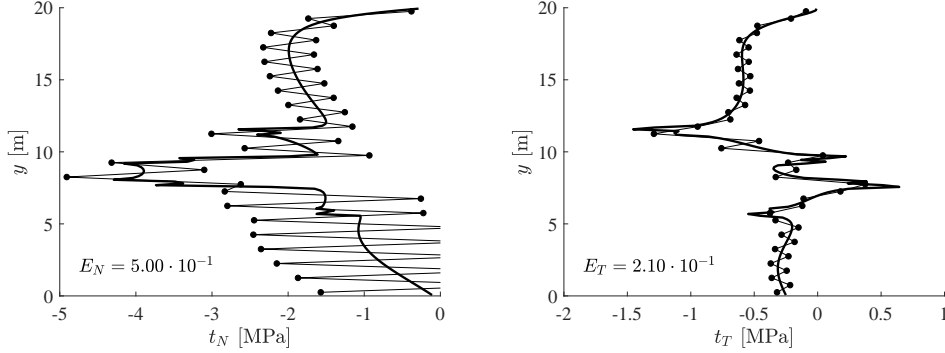 20
15
10
5
0
y [m]
E_N = 5.00 · 10⁻¹
-5 -4 -3 -2 -1 0
t_N [MPa]
20
15
10
5
0
y [m]
E_T = 2.10 · 10⁻¹
-2 -1.5 -1 -0.5 0 0.5 1
t_T [MPa]